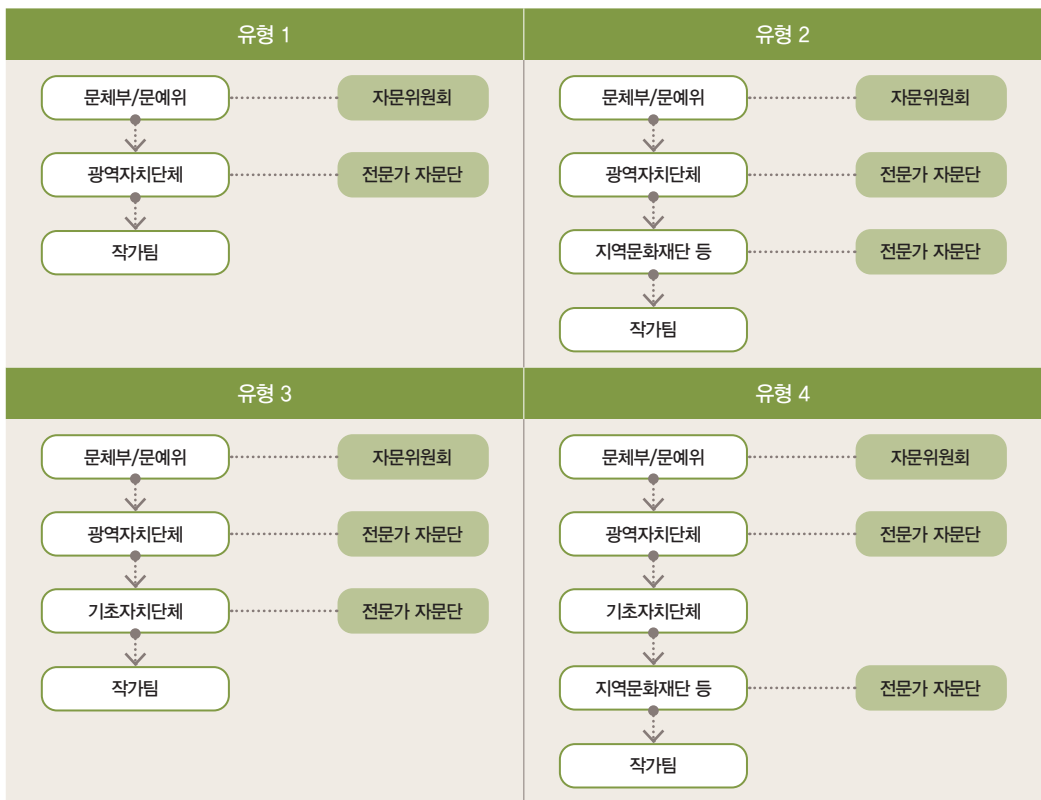 유형 1
문체부/문예위
자문위원회
광역자치단체
전문가 자문단
작가팀
유형 2
문체부/문예위
자문위원회
광역자치단체
전문가 자문단
지역문화재단 등
전문가 자문단
작가팀
유형 3
문체부/문예위
자문위원회
광역자치단체
전문가 자문단
기초자치단체
전문가 자문단
작가팀
유형 4
문체부/문예위
자문위원회
광역자치단체
전문가 자문단
기초자치단체
지역문화재단 등
전문가 자문단
작가팀